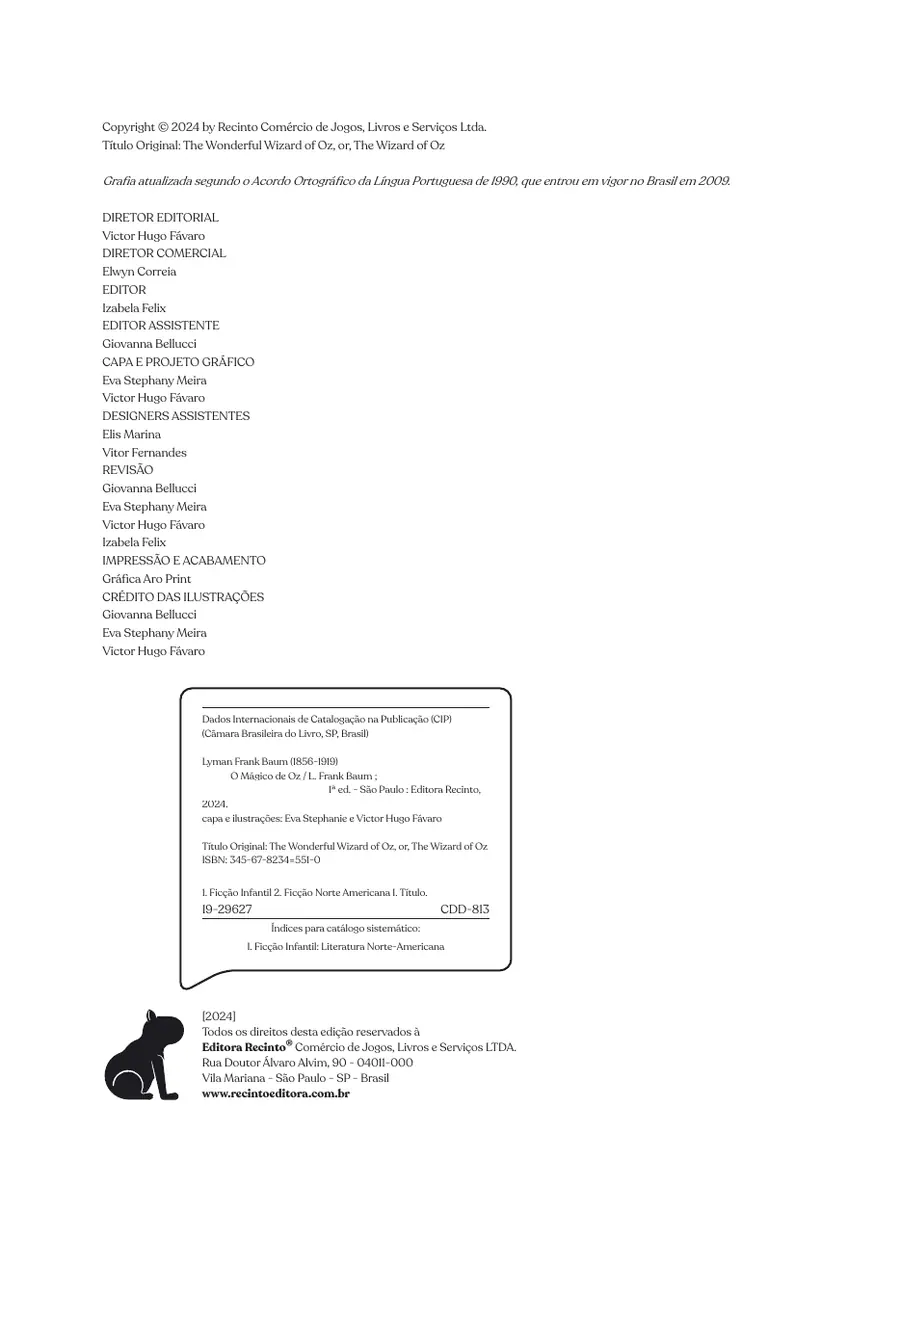 Copyright © 2024 by Recinto Comércio de Jogos, Livros e Serviços Ltda.
Título Original: The Wonderful Wizard of Oz, or, The Wizard of Oz
Grafia atualizada segundo o Acordo Ortográfico da Língua Portuguesa de 1990, que entrou em vigor no Brasil em 2009.
DIRETOR EDITORIAL
Victor Hugo Fávaro
DIRETOR COMERCIAL
Elwyn Correia
EDITOR
Izabela Felix
EDITOR ASSISTENTE
Giovanna Bellucci
CAPA E PROJETO GRÁFICO
Eva Stephany Meira
Victor Hugo Fávaro
DESIGNERS ASSISTENTES
Elis Marina
Vitor Fernandes
REVISÃO
Giovanna Bellucci
Eva Stephany Meira
Victor Hugo Fávaro
Izabela Felix
IMPRESSÃO E ACABAMENTO
Gráfica Aro Print
CRÉDITO DAS ILUSTRAÇÕES
Giovanna Bellucci
Eva Stephany Meira
Victor Hugo Fávaro
Dados Internacionais de Catalogação na Publicação (CIP)
(Câmara Brasileira do Livro, SP, Brasil)
Lyman Frank Baum (1856-1919)
O Mágico de Oz / L. Frank Baum ;
1ª ed. - São Paulo : Editora Recinto,
2024.
capa e ilustrações: Eva Stephanie e Victor Hugo Fávaro
Título Original: The Wonderful Wizard of Oz, or, The Wizard of Oz
ISBN: 345-67-8234=551-0
1. Ficção Infantil 2. Ficção Norte Americana I. Título.
19-29627 CDD-813
Índices para catálogo sistemático:
1. Ficção Infantil: Literatura Norte-Americana
[2024]
Todos os direitos desta edição reservados à
Editora Recinto® Comércio de Jogos, Livros e Serviços LTDA.
Rua Doutor Álvaro Alvim, 90 - 04011-000
Vila Mariana - São Paulo - SP - Brasil
www.recintoeditora.com.br